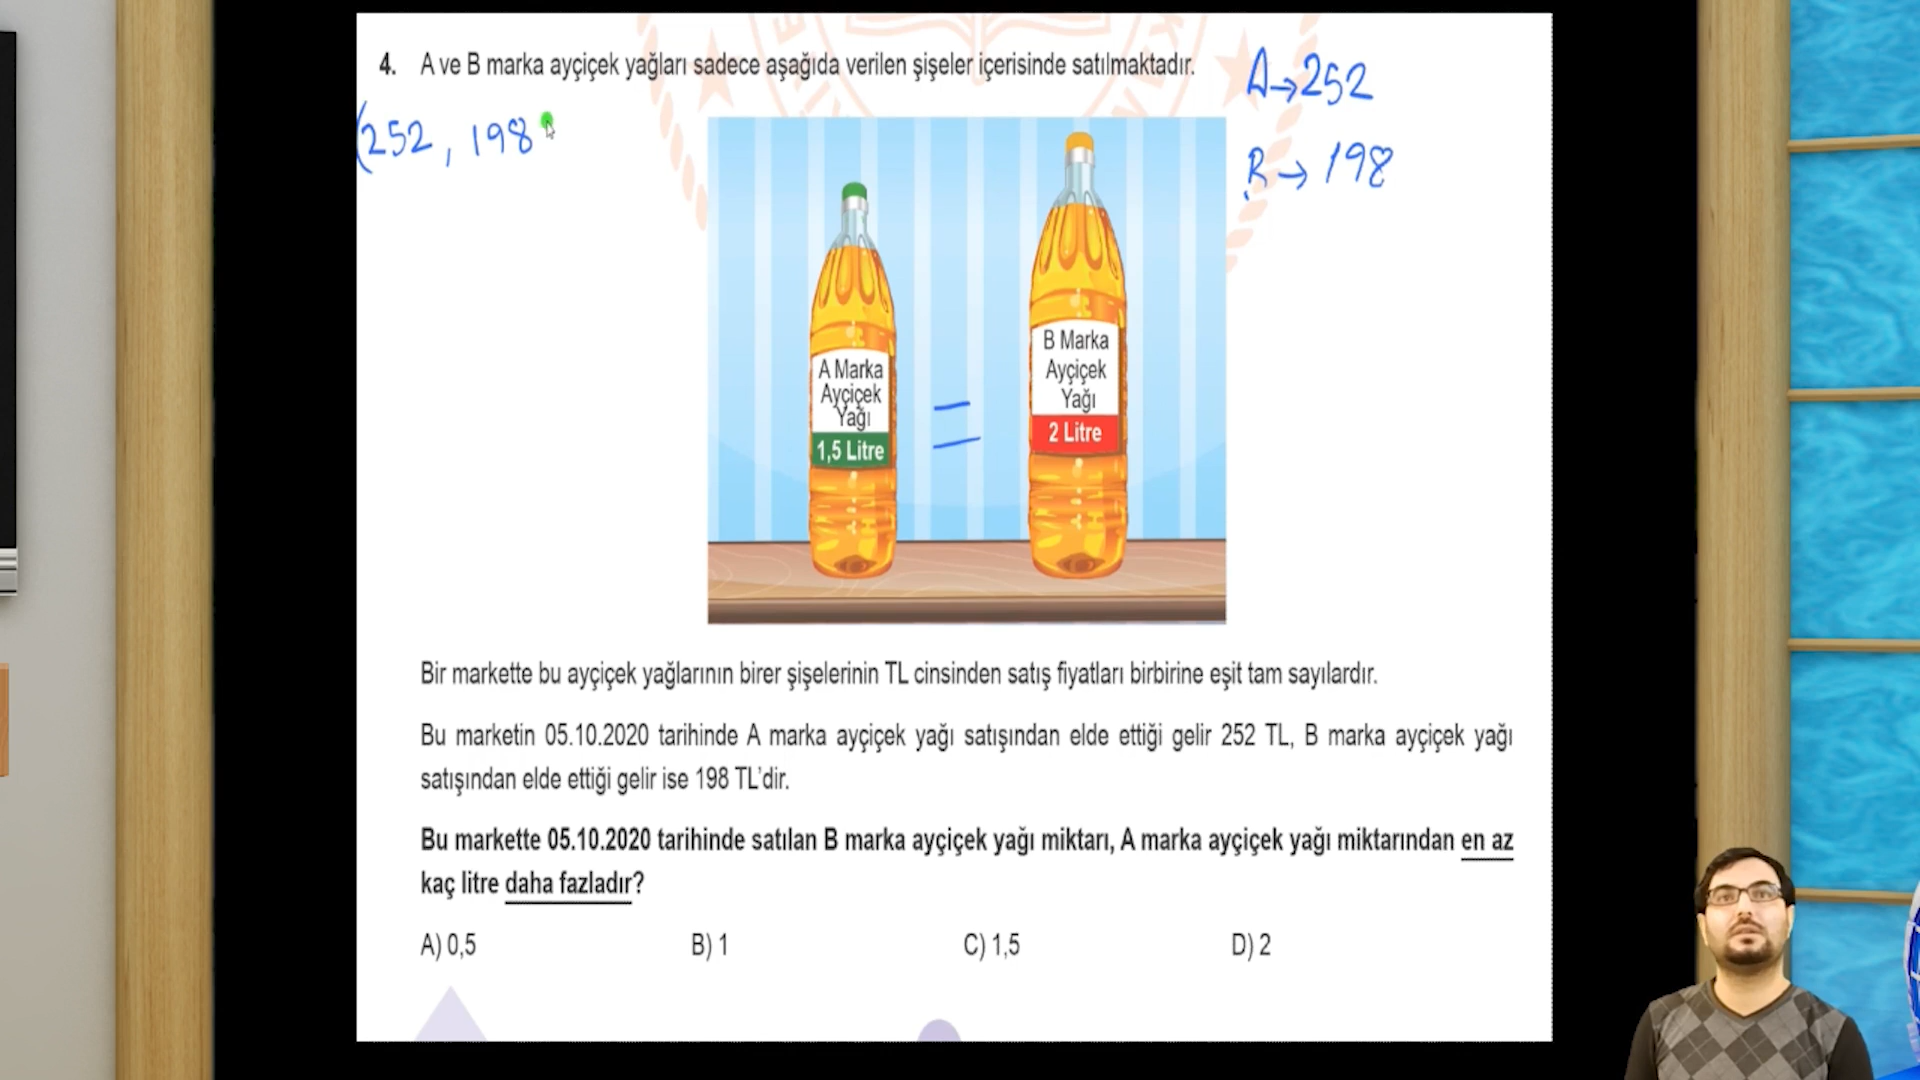 4. A ve B marka ayçiçek yağları sadece aşağıda verilen şişeler içerisinde satılmaktadır.
A→252
(252, 198
B→198
A Marka
Ayçiçek
Yağı
1,5 Litre
=
B Marka
Ayçiçek
Yağı
2 Litre
Bir markette bu ayçiçek yağlarının birer şişelerinin TL cinsinden satış fiyatları birbirine eşit tam sayılardır.
Bu marketin 05.10.2020 tarihinde A marka ayçiçek yağı satışından elde ettiği gelir 252 TL, B marka ayçiçek yağı
satışından elde ettiği gelir ise 198 TL'dir.
Bu markette 05.10.2020 tarihinde satılan B marka ayçiçek yağı miktarı, A marka ayçiçek yağı miktarından en az
kaç litre daha fazladır?
A) 0,5 B) 1 C) 1,5 D) 2